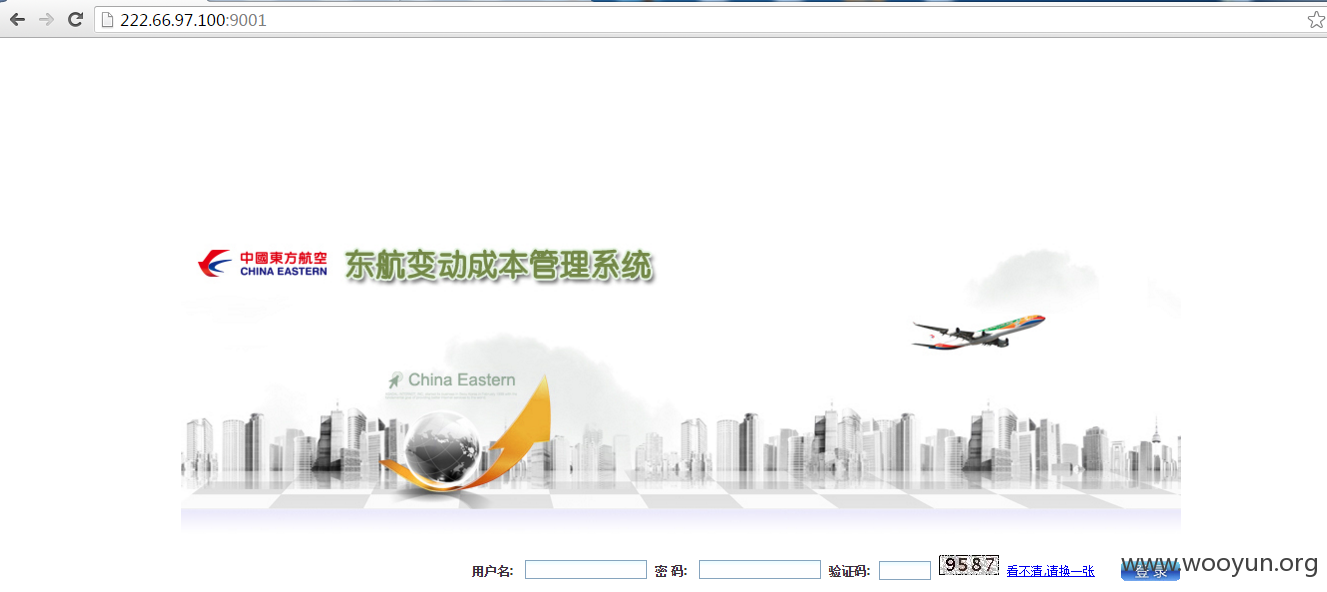 222.66.97.100:9001
中國東方航空
CHINA EASTERN
东航变动成本管理系统
China Eastern
用户名: 密 码: 验证码: 9587 看不清,请换一张 登 录
www.wooyun.org